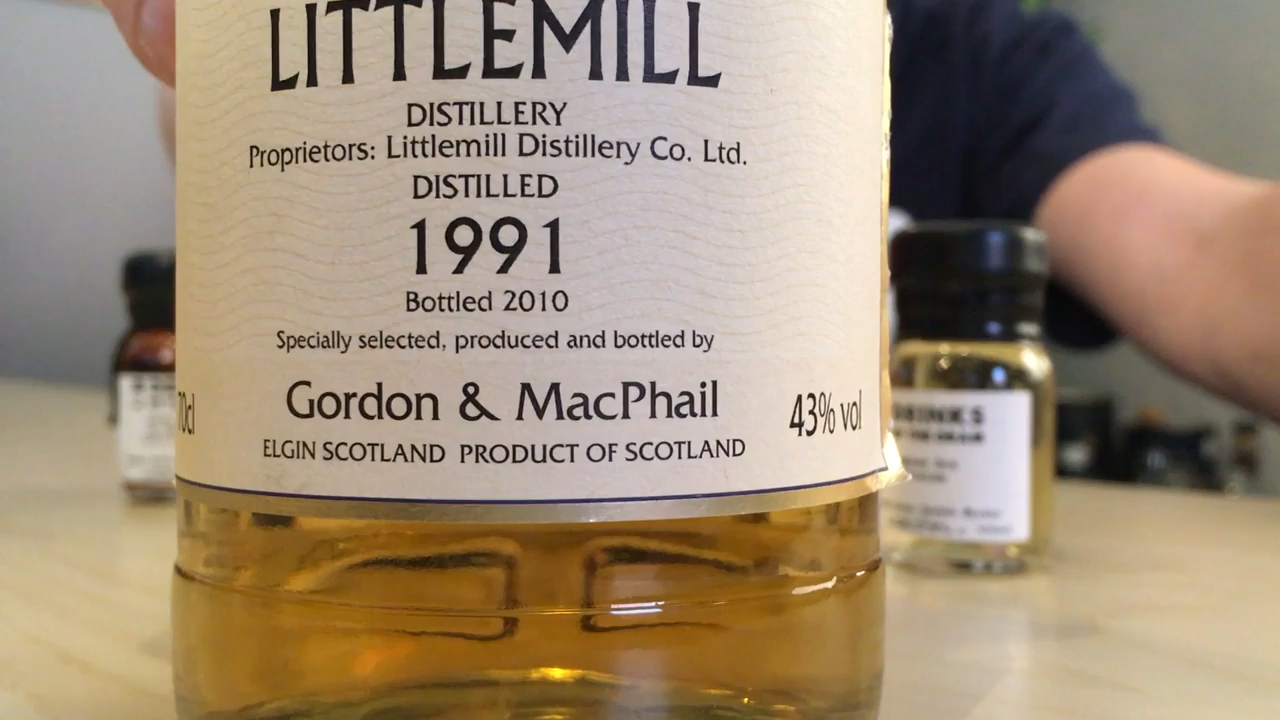 LITTLEMILL
DISTILLERY
Proprietors: Littlemill Distillery Co. Ltd.
DISTILLED
1991
Bottled 2010
Specially selected, produced and bottled by
Gordon & MacPhail
70cl
43% vol
ELGIN SCOTLAND PRODUCT OF SCOTLAND
DRINKS